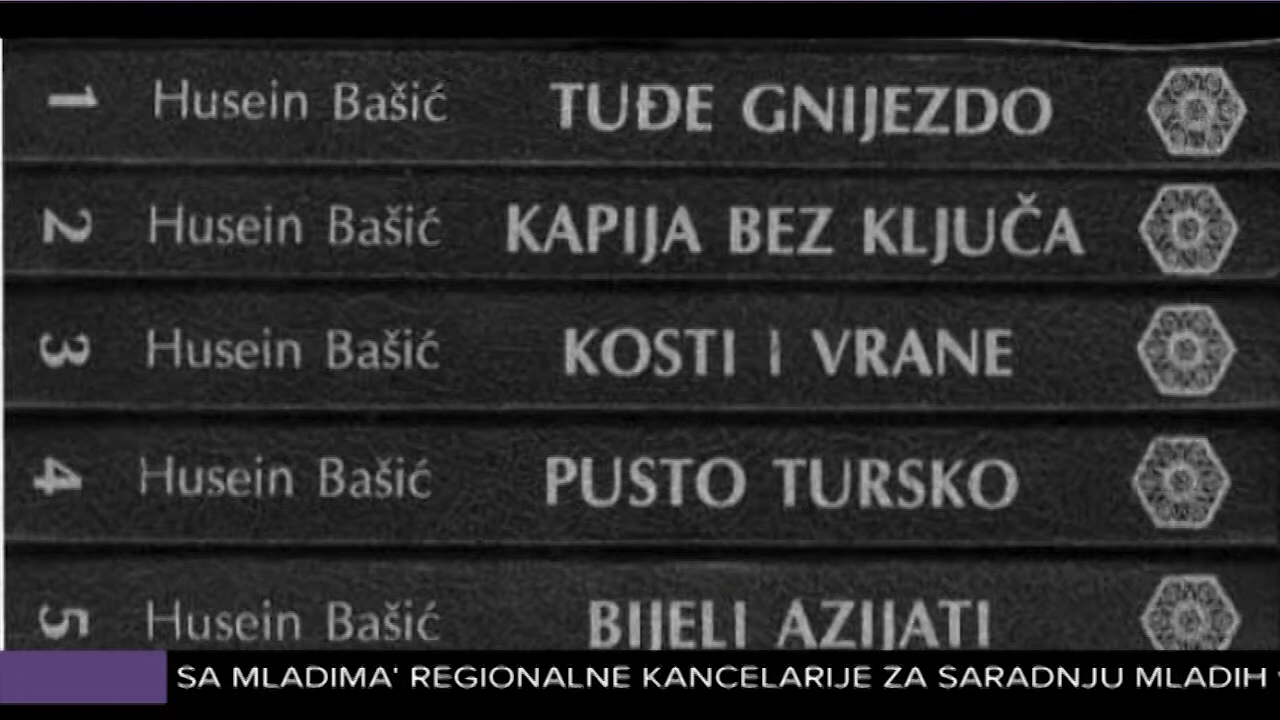 1 Husein Bašić TUĐE GNIJEZDO
2 Husein Bašić KAPIJA BEZ KLJUČA
3 Husein Bašić KOSTI I VRANE
4 Husein Bašić PUSTO TURSKO
5 Husein Bašić BIJELI AZIJATI
SA MLADIMA' REGIONALNE KANCELARIJE ZA SARADNJU MLADIH